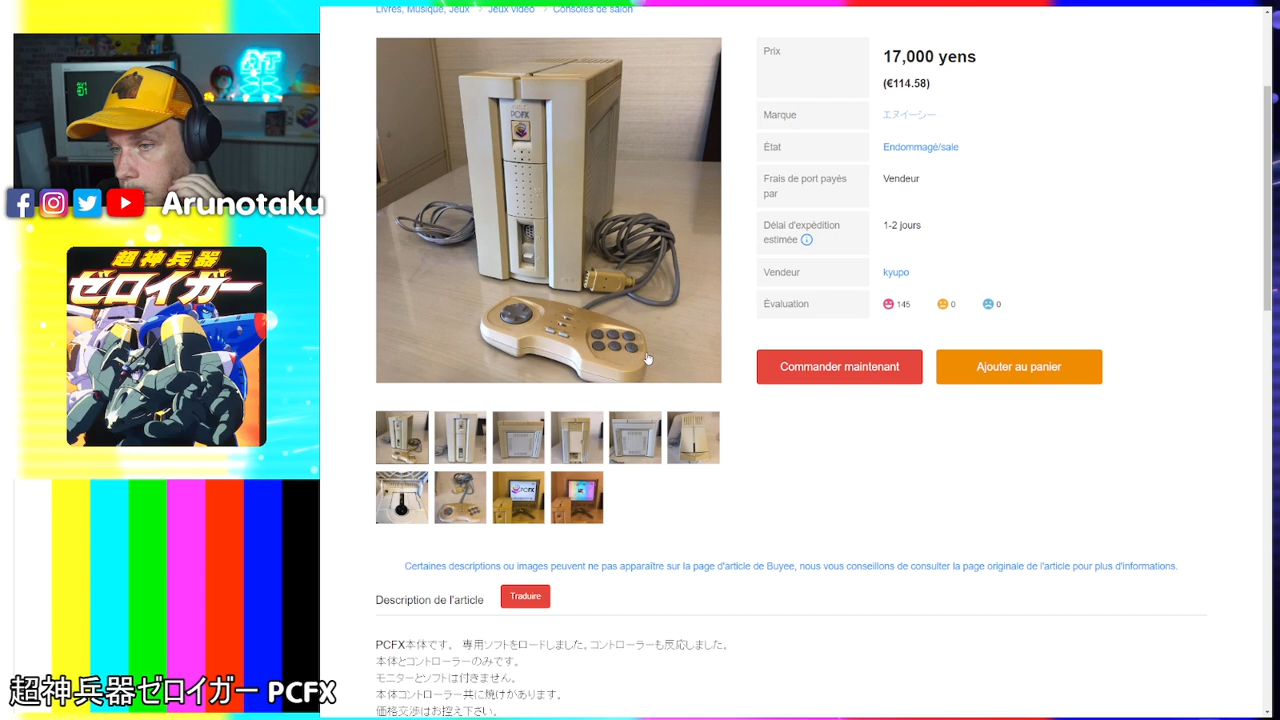 Livres, Musique, Jeux > Jeux vidéo > Consoles de salon
Arunotaku
超神兵器
ゼロイガー
超神兵器ゼロイガー PCFX
PCFX
Prix
17,000 yens
(€114.58)
Marque
エヌイーシー
État
Endommagé/sale
Frais de port payés
par
Vendeur
Délai d'expédition
estimée
1-2 jours
Vendeur
kyupo
Évaluation
145
0
0
Commander maintenant
Ajouter au panier
Certaines descriptions ou images peuvent ne pas apparaître sur la page d'article de Buyee, nous vous conseillons de consulter la page originale de l'article pour plus d'informations.
Description de l'article
Traduire
PCFX本体です。 専用ソフトをロードしました。コントローラーも反応しました。
本体とコントローラーのみです。
モニターとソフトは付きません。
本体コントローラー共に焼けがあります。
価格交渉はお控え下さい。